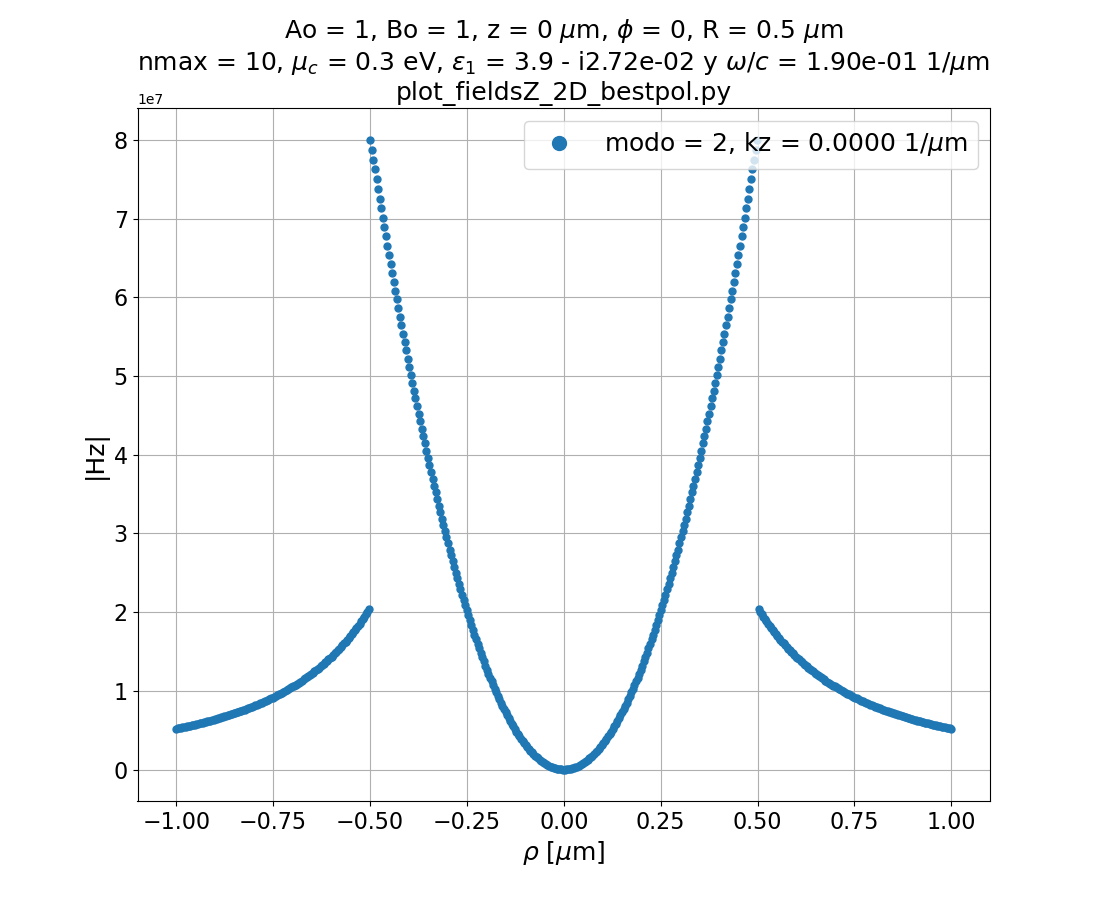 Ao = 1, Bo = 1, z = 0 μm, ϕ = 0, R = 0.5 μm
nmax = 10, μc = 0.3 eV, ε1 = 3.9 - i2.72e-02 y ω/c = 1.90e-01 1/μm
plot_fieldsZ_2D_bestpol.py
1e7
modo = 2, kz = 0.0000 1/μm
8
7
6
5
4
3
2
1
0
|Hz|
−1.00 −0.75 −0.50 −0.25 0.00 0.25 0.50 0.75 1.00
ρ [μm]